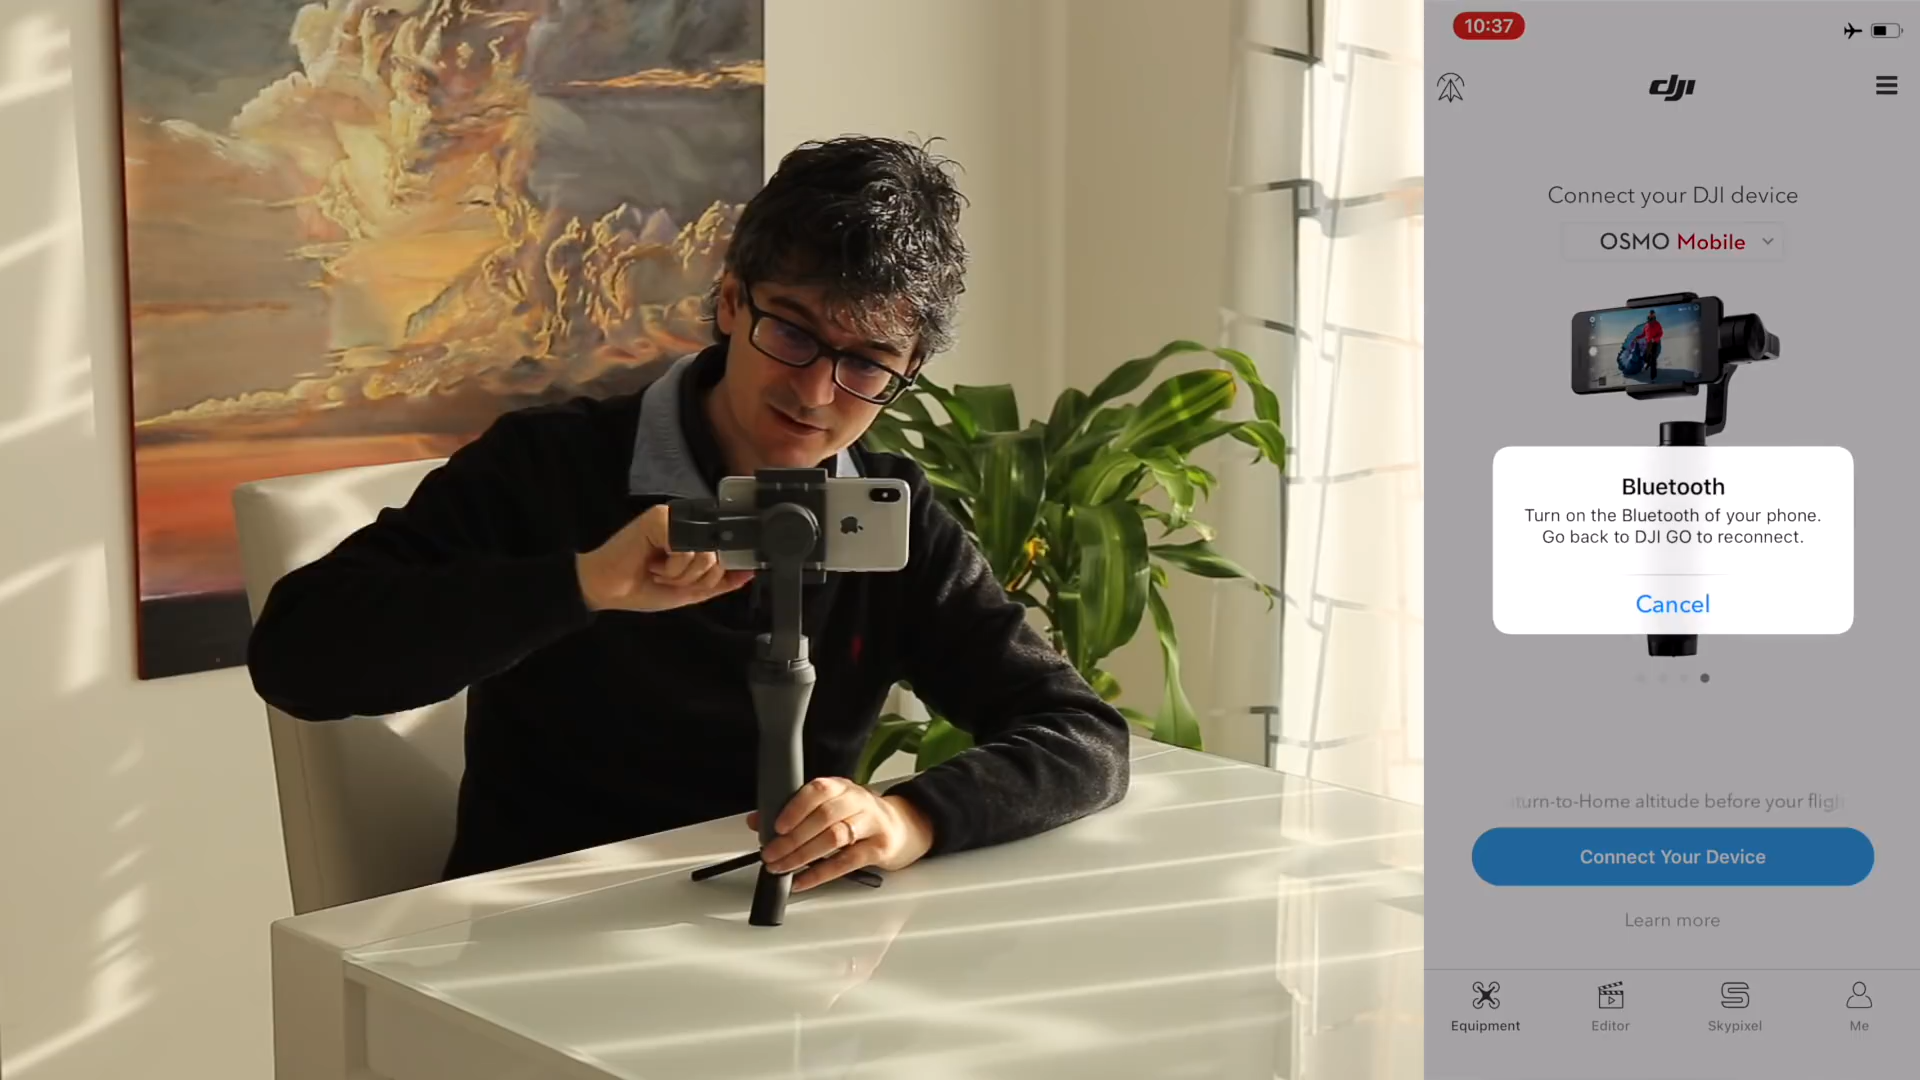 10:37
dji
Connect your DJI device
OSMO Mobile
Bluetooth
Turn on the Bluetooth of your phone.
Go back to DJI GO to reconnect.
Cancel
turn-to-Home altitude before your fligh
Connect Your Device
Learn more
Equipment
Editor
Skypixel
Me